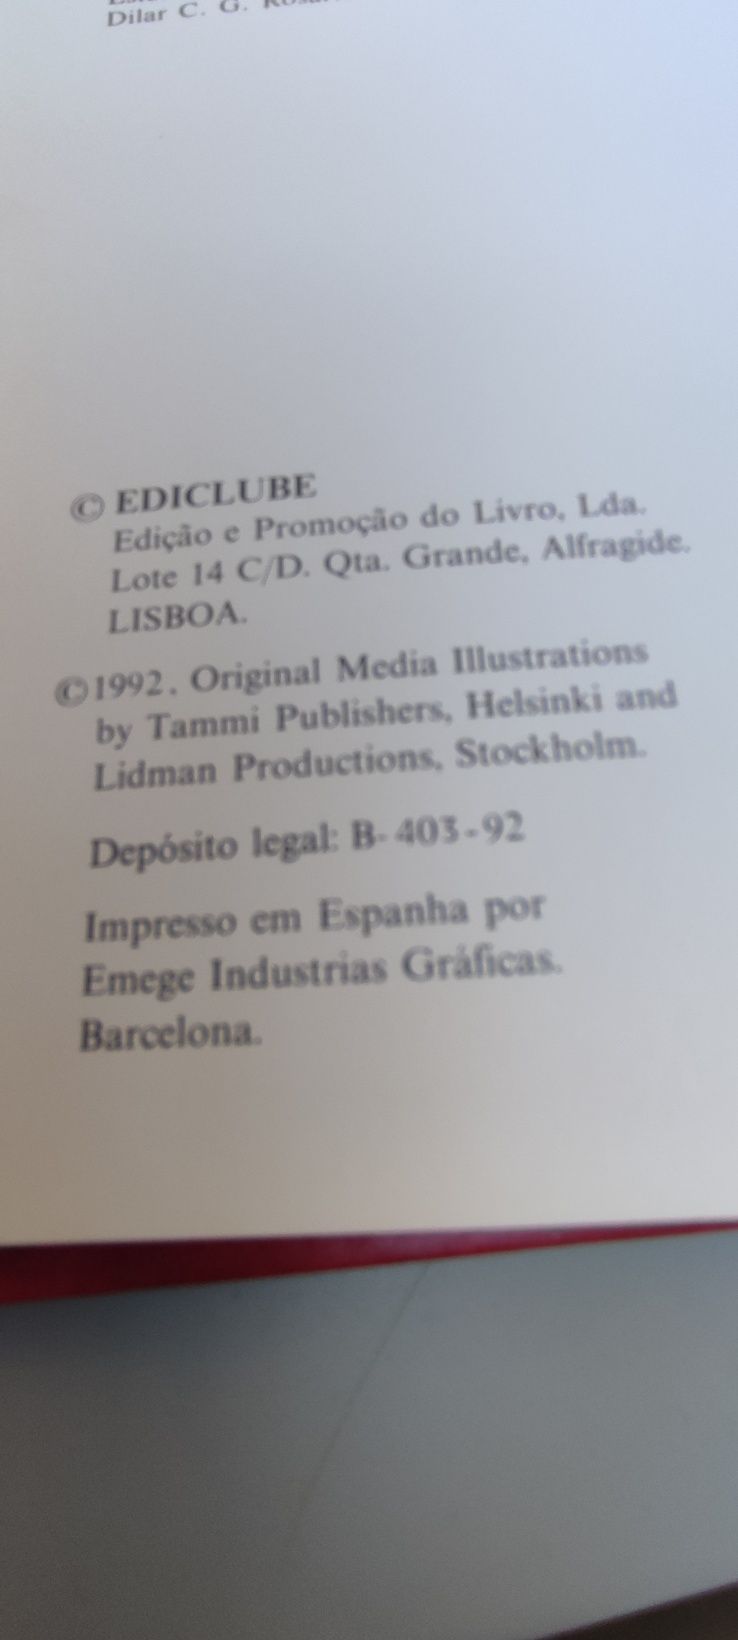 Dilar C. G.
© EDICLUBE
Edição e Promoção do Livro, Lda.
Lote 14 C/D. Qta. Grande, Alfragide.
LISBOA.
© 1992. Original Media Illustrations
by Tammi Publishers, Helsinki and
Lidman Productions, Stockholm.
Depósito legal: B-403-92
Impresso em Espanha por
Emege Industrias Gráficas.
Barcelona.